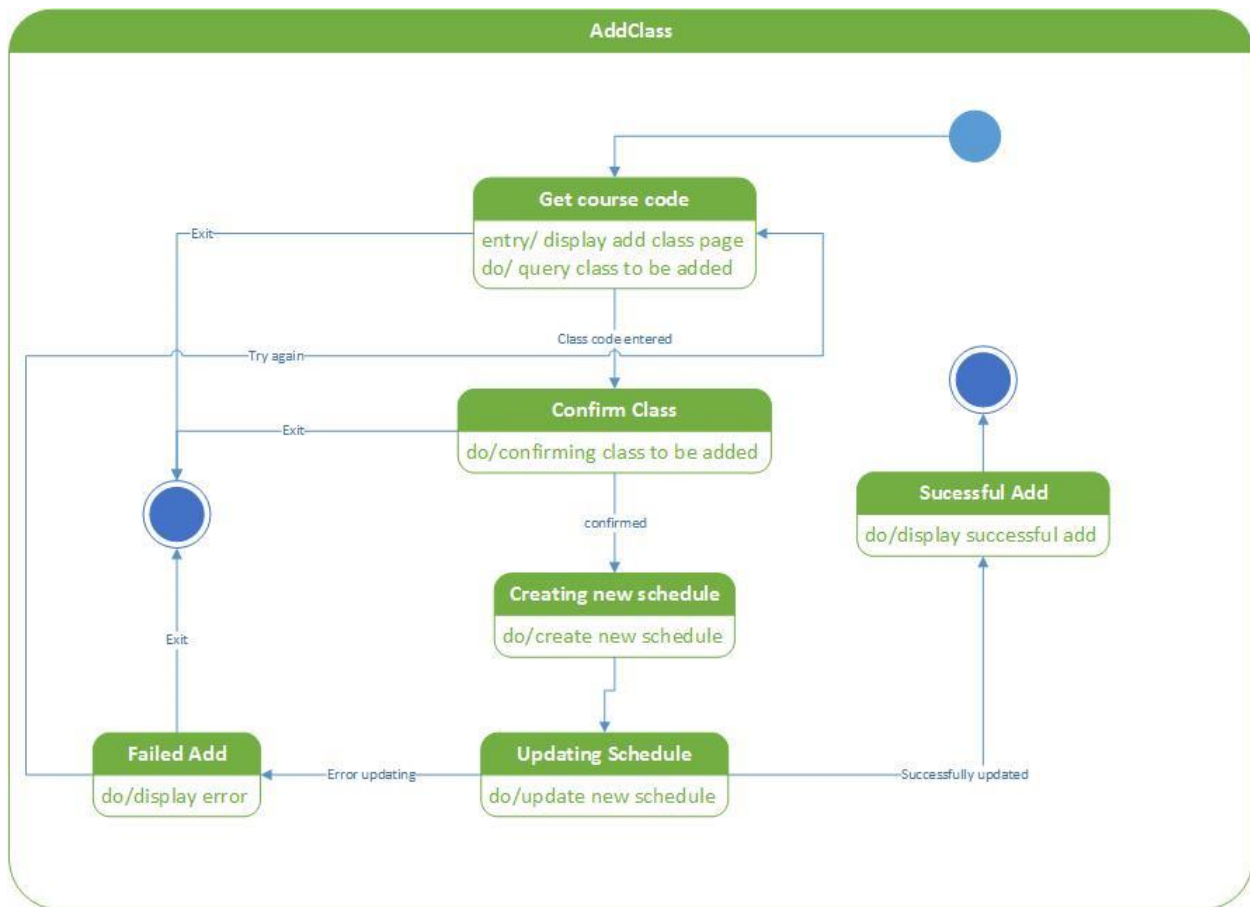 AddClass
Get course code
entry/ display add class page
do/ query class to be added
Exit
Class code entered
Try again
Confirm Class
do/confirming class to be added
Exit
Sucessful Add
do/display successful add
confirmed
Creating new schedule
do/create new schedule
Exit
Failed Add
do/display error
Error updating
Updating Schedule
do/update new schedule
Successfully updated